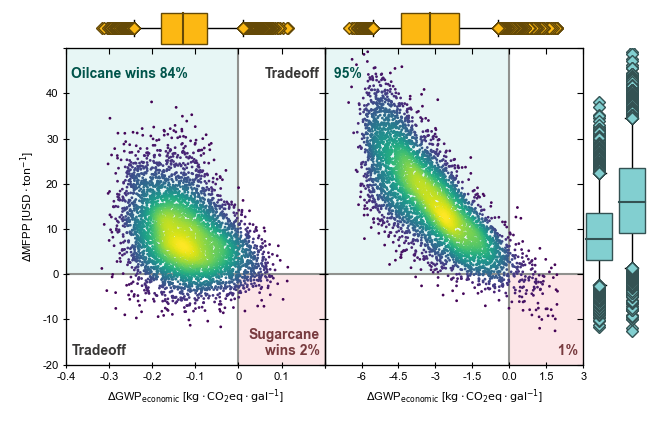 Oilcane wins 84%
Tradeoff
95%
40
30
20
10
0
-10
-20
ΔMFPP [USD · ton⁻¹]
Tradeoff
Sugarcane
wins 2%
1%
-0.4
-0.3
-0.2
-0.1
0
0.1
-6
-4.5
-3
-1.5
0.0
1.5
3
ΔGWP_economic [kg · CO₂eq · gal⁻¹]
ΔGWP_economic [kg · CO₂eq · gal⁻¹]